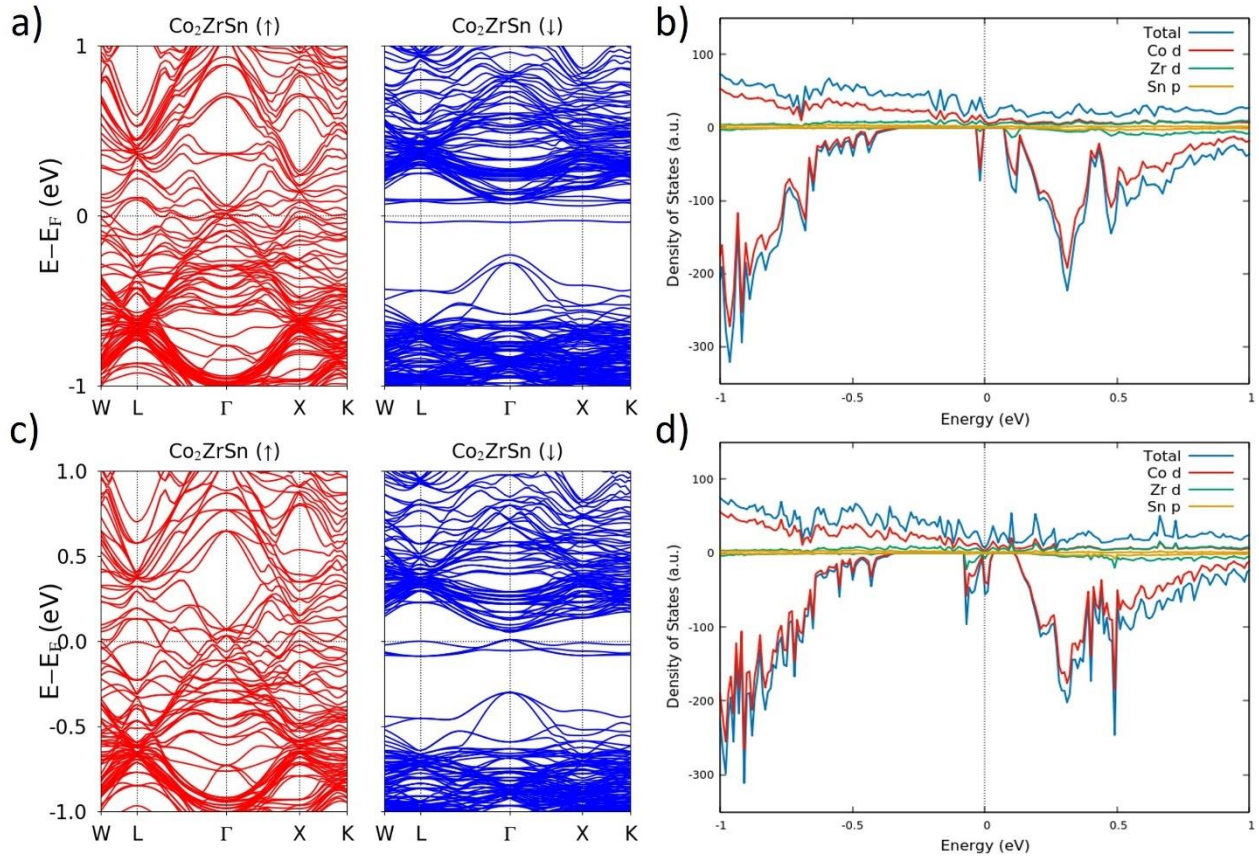 a)
Co₂ZrSn (↑)
Co₂ZrSn (↓)
1
0
-1
E−E_F (eV)
W L Γ X K
W L Γ X K
b)
Total
Co d
Zr d
Sn p
100
0
-100
-200
-300
Density of States (a.u.)
-1 -0.5 0 0.5 1
Energy (eV)
c)
Co₂ZrSn (↑)
Co₂ZrSn (↓)
1.0
0.5
0.0
-0.5
-1.0
E−E_F (eV)
W L Γ X K
W L Γ X K
d)
Total
Co d
Zr d
Sn p
100
0
-100
-200
-300
Density of States (a.u.)
-1 -0.5 0 0.5 1
Energy (eV)